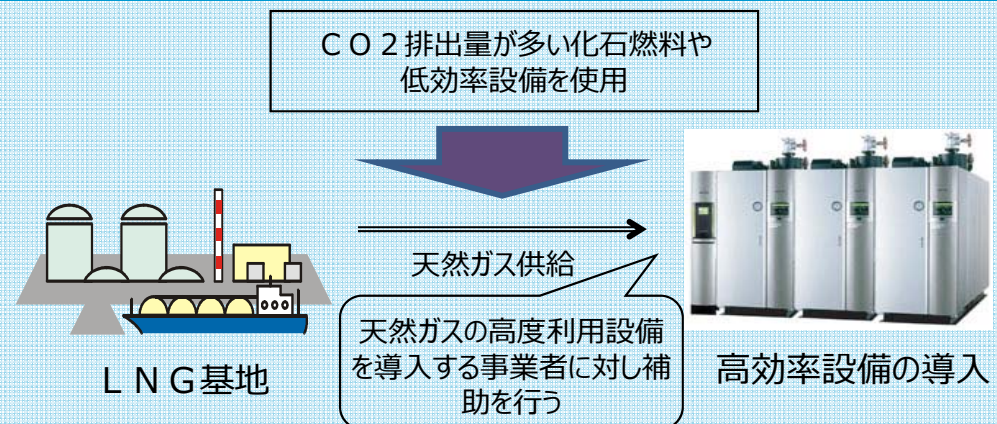 ＣＯ２排出量が多い化石燃料や
低効率設備を使用
天然ガス供給
天然ガスの高度利用設備
を導入する事業者に対し補
助を行う
ＬＮＧ基地
高効率設備の導入